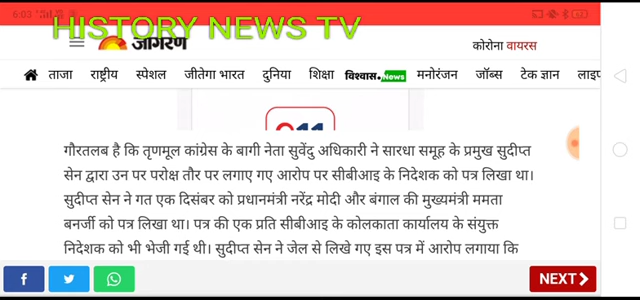 6:03
HISTORY NEWS TV
जागरण
कोरोना वायरस
ताजा राष्ट्रीय स्पेशल जीतेगा भारत दुनिया शिक्षा विश्वास.News मनोरंजन जॉब्स टेक ज्ञान
गौरतलब है कि तृणमूल कांग्रेस के बागी नेता सुवेंदु अधिकारी ने सारधा समूह के प्रमुख सुदीप्त
सेन द्वारा उन पर परोक्ष तौर पर लगाए गए आरोप पर सीबीआइ के निदेशक को पत्र लिखा था।
सुदीप्त सेन ने गत एक दिसंबर को प्रधानमंत्री नरेंद्र मोदी और बंगाल की मुख्यमंत्री ममता
बनर्जी को पत्र लिखा था। पत्र की एक प्रति सीबीआइ के कोलकाता कार्यालय के संयुक्त
निदेशक को भी भेजी गई थी। सुदीप्त सेन ने जेल से लिखे गए इस पत्र में आरोप लगाया कि
NEXT